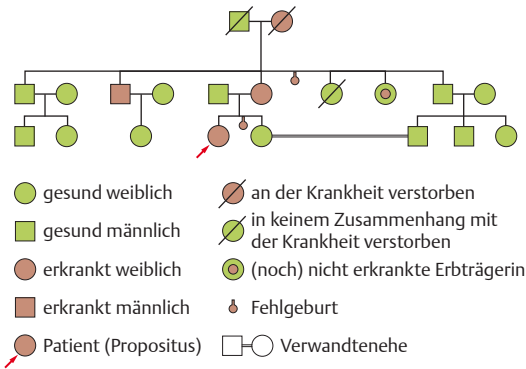 gesund weiblich
an der Krankheit verstorben
gesund männlich
in keinem Zusammenhang mit
der Krankheit verstorben
erkrankt weiblich
(noch) nicht erkrankte Erbträgerin
erkrankt männlich
Fehlgeburt
Patient (Propositus)
Verwandtenehe